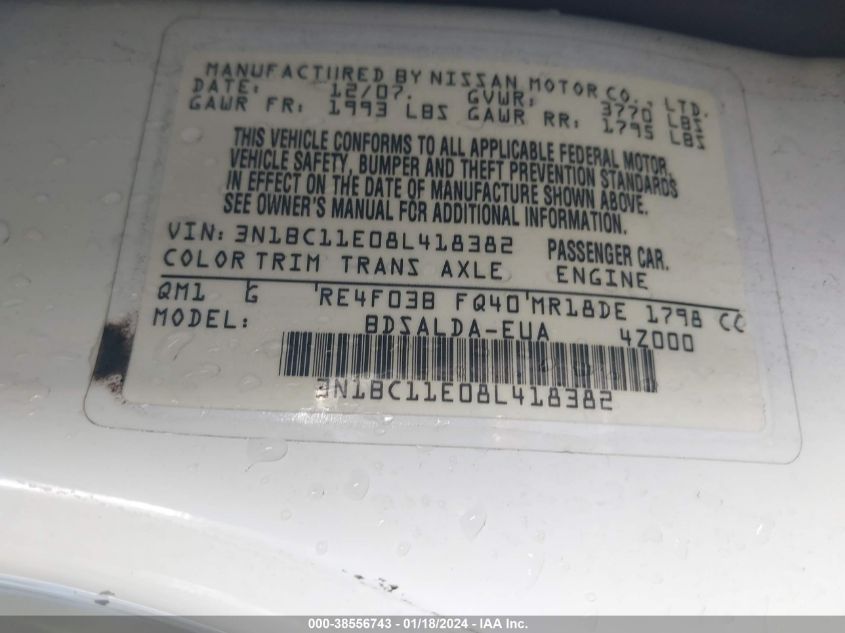 MANUFACTURED BY NISSAN MOTOR CO., LTD.
DATE: 12/07. GVWR: 3770 LBS
GAWR FR: 1993 LBS GAWR RR: 1795 LBS
THIS VEHICLE CONFORMS TO ALL APPLICABLE FEDERAL MOTOR
VEHICLE SAFETY, BUMPER AND THEFT PREVENTION STANDARDS
IN EFFECT ON THE DATE OF MANUFACTURE SHOWN ABOVE.
SEE OWNER'S MANUAL FOR ADDITIONAL INFORMATION.
VIN: 3N1BC11E08L418382 PASSENGER CAR.
COLOR TRIM TRANS AXLE ENGINE
QM1 G RE4F03B FQ40 MR18DE 1798 CC
MODEL: BDSALDA-EUA 4Z000
3N1BC11E08L418382
000-38556743 - 01/18/2024 - IAA Inc.